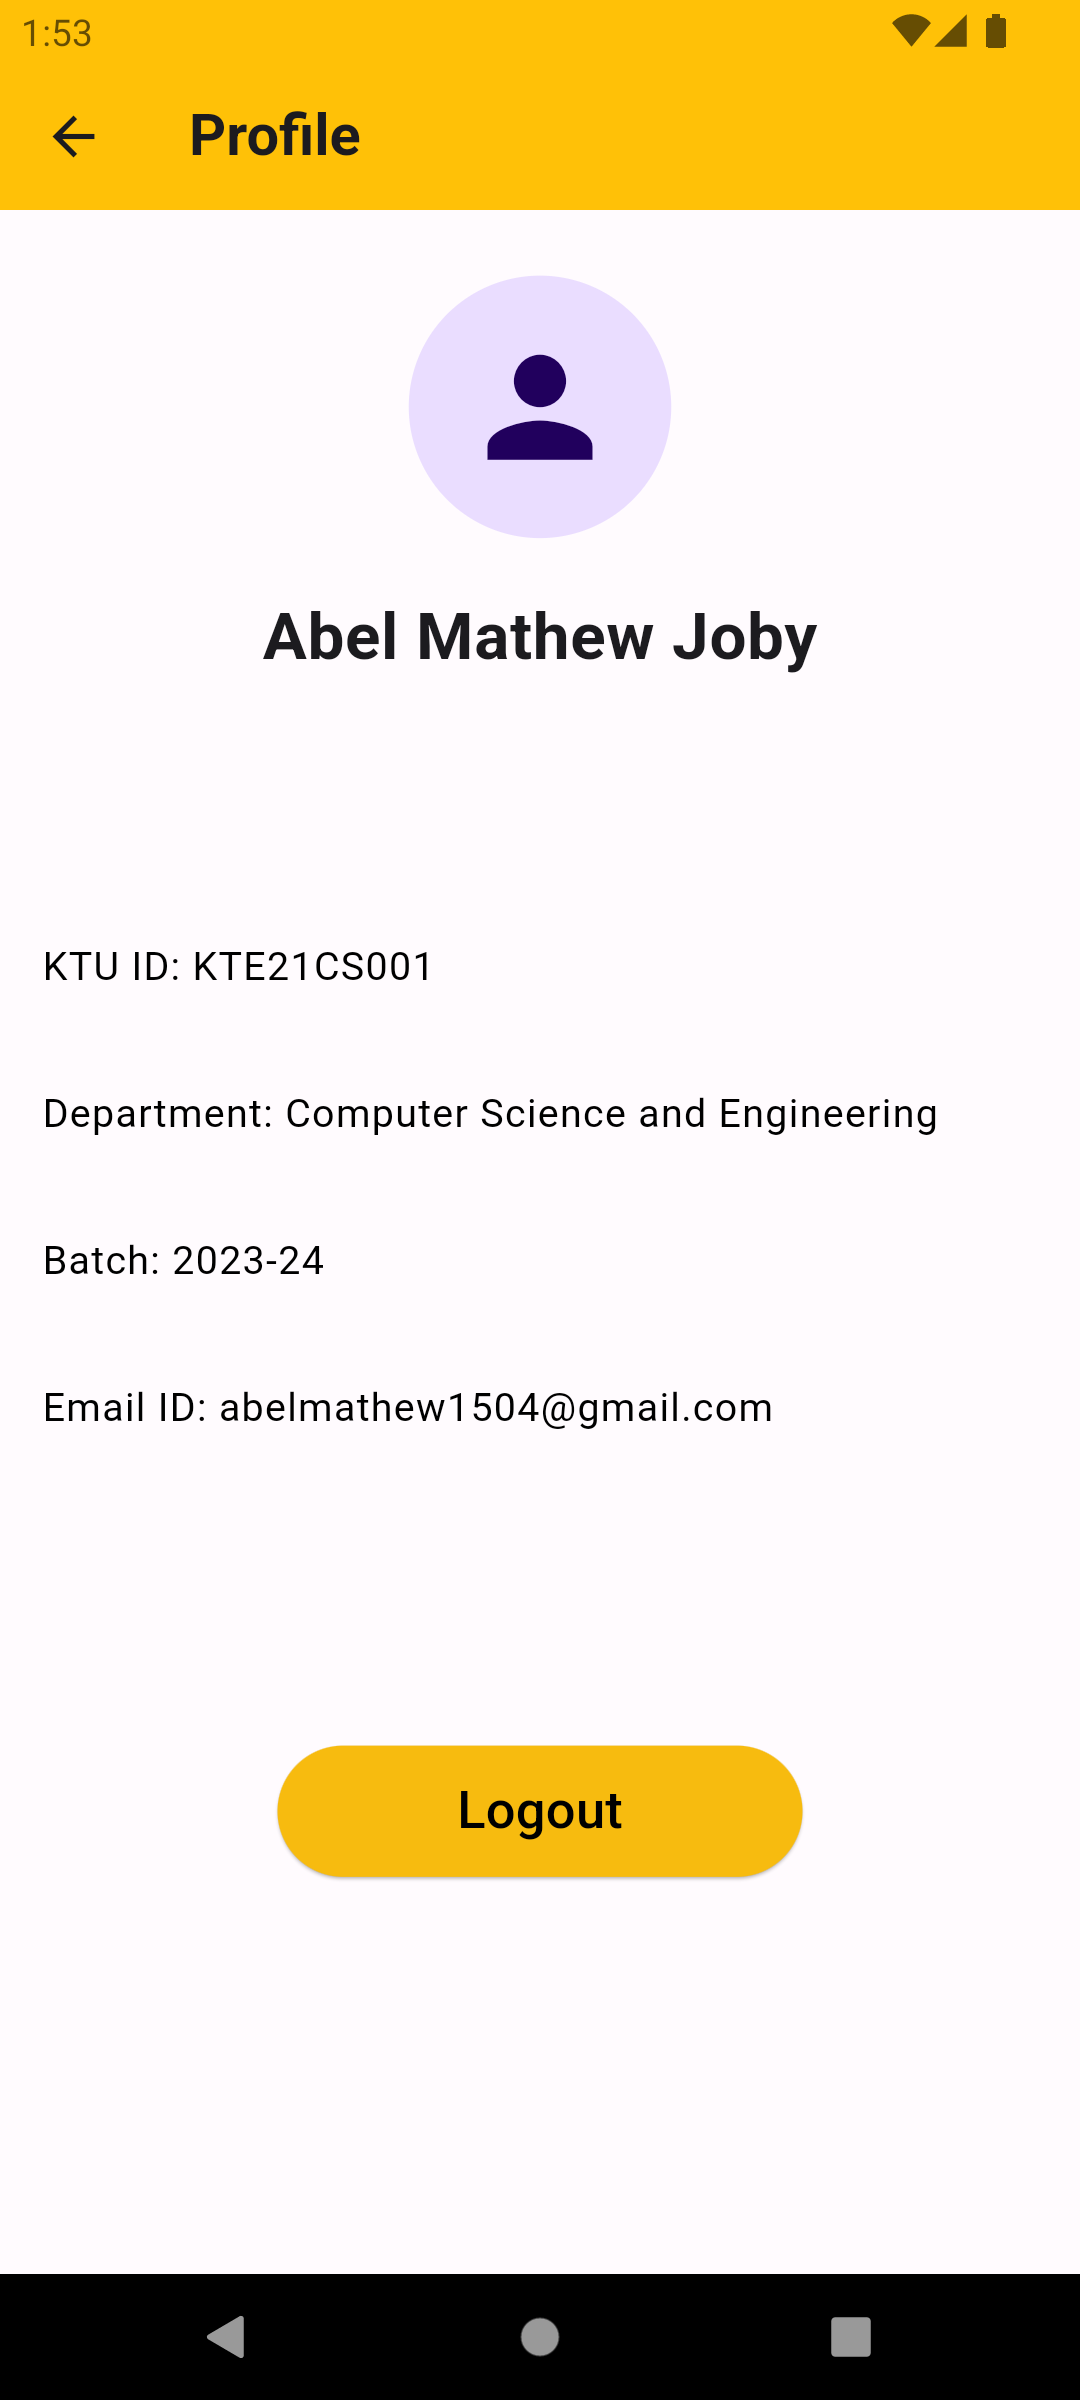 1:53
Profile
Abel Mathew Joby
KTU ID: KTE21CS001
Department: Computer Science and Engineering
Batch: 2023-24
Email ID: abelmathew1504@gmail.com
Logout